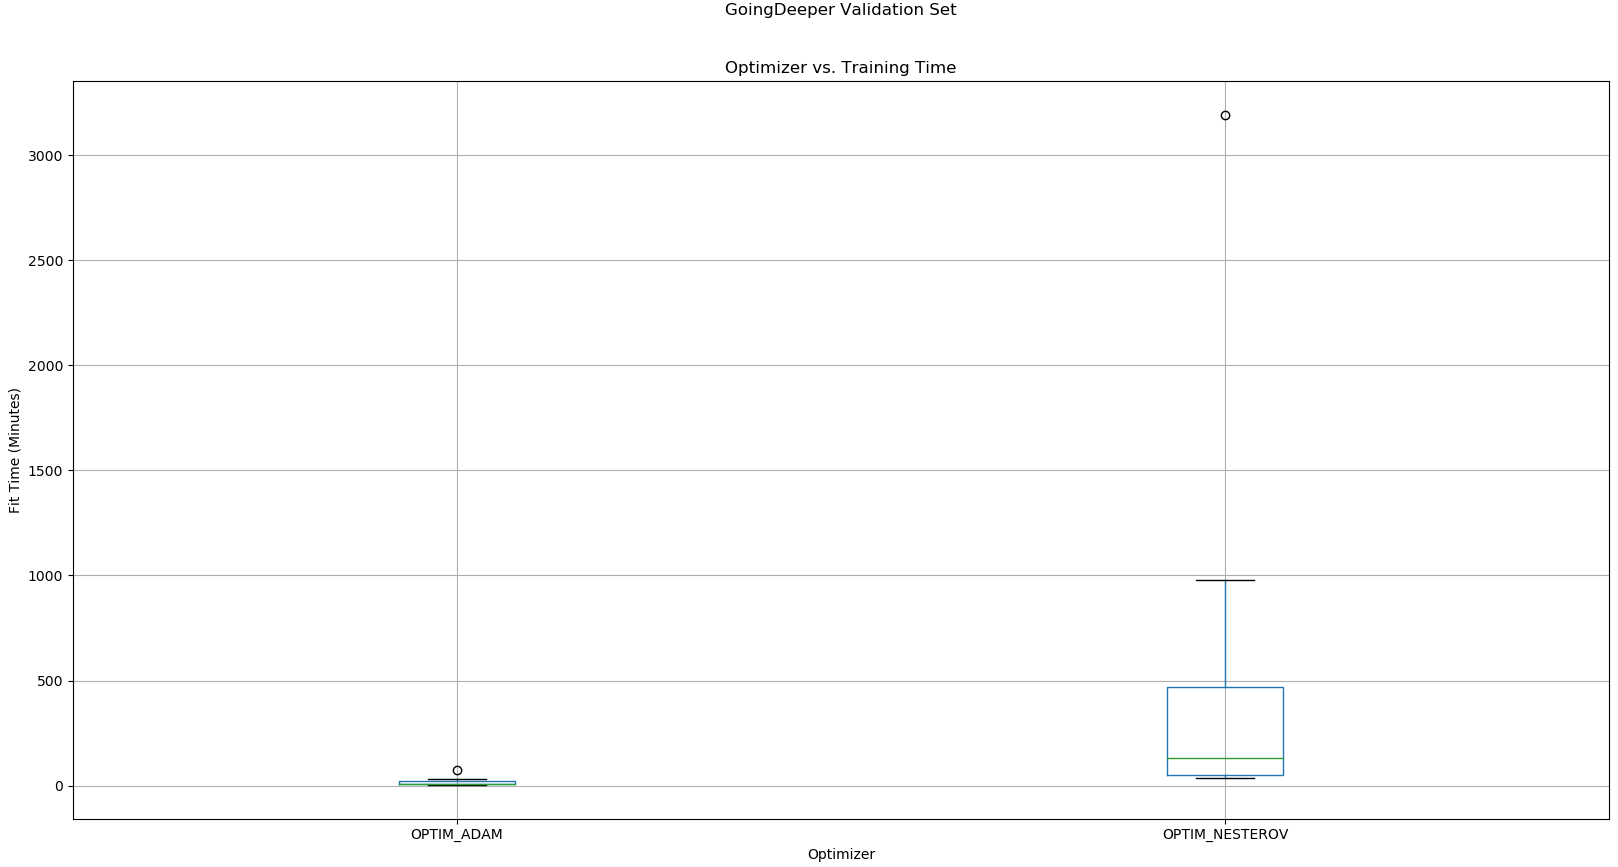 GoingDeeper Validation Set
Optimizer vs. Training Time
3000
2500
2000
1500
1000
500
0
Fit Time (Minutes)
OPTIM_ADAM
OPTIM_NESTEROV
Optimizer